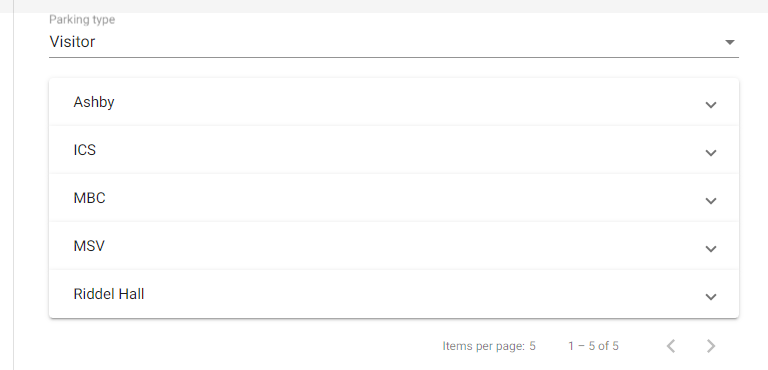 Parking type
Visitor
Ashby
ICS
MBC
MSV
Riddel Hall
Items per page: 5 1 – 5 of 5